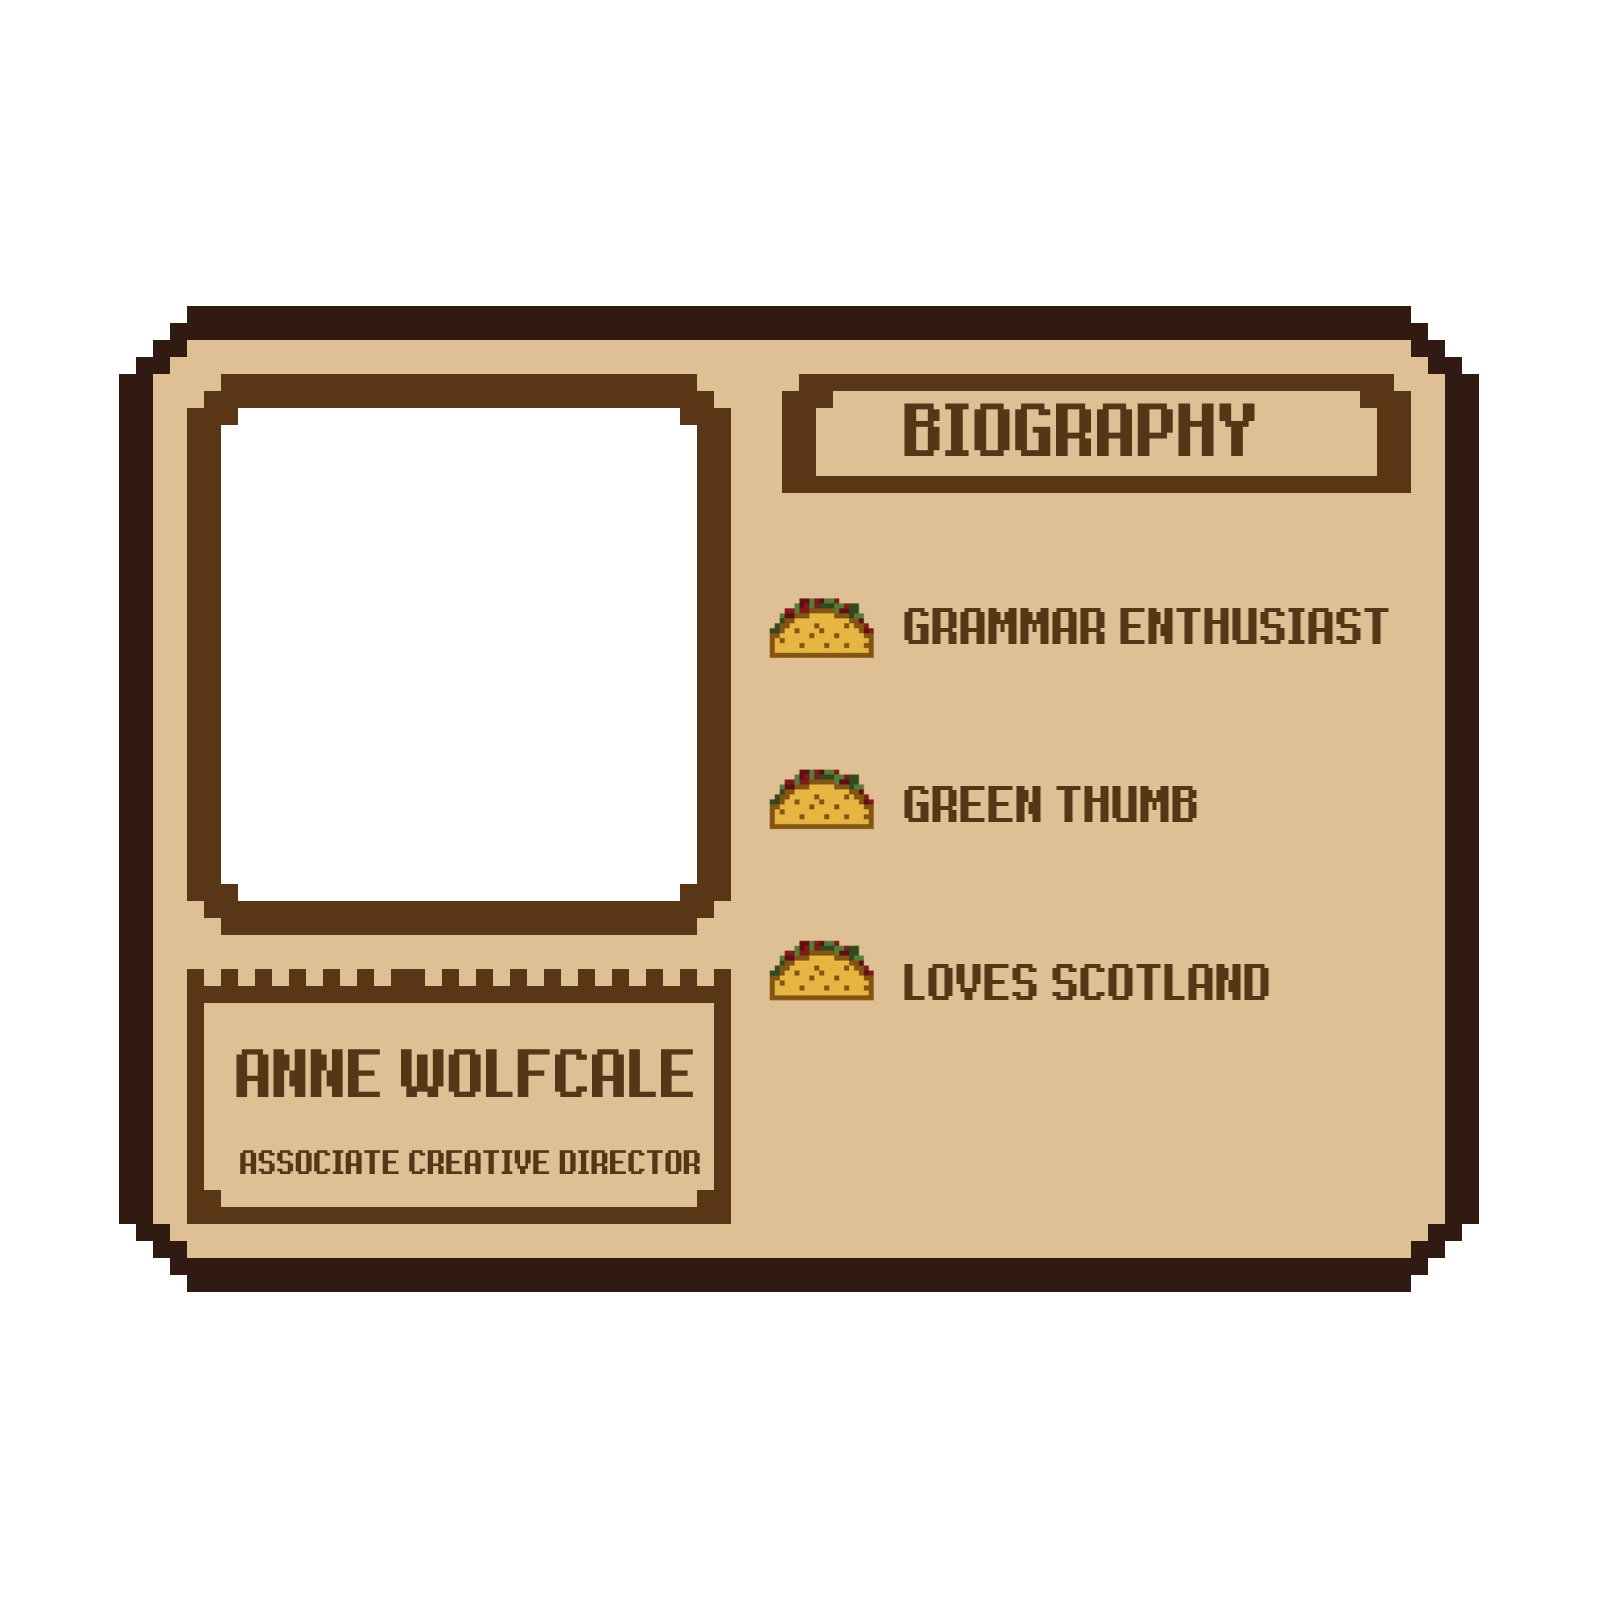 BIOGRAPHY
GRAMMAR ENTHUSIAST
GREEN THUMB
LOVES SCOTLAND
ANNE WOLFCALE
ASSOCIATE CREATIVE DIRECTOR